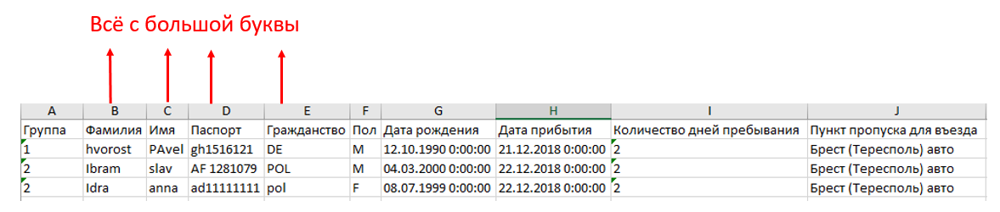 Всё с большой буквы
A B C D E F G H I J
Группа Фамилия Имя Паспорт Гражданство Пол Дата рождения Дата прибытия Количество дней пребывания Пункт пропуска для въезда
1 hvorost PAvel gh1516121 DE M 12.10.1990 0:00:00 21.12.2018 0:00:00 2 Брест (Тересполь) авто
2 Ibram slav AF 1281079 POL M 04.03.2000 0:00:00 22.12.2018 0:00:00 2 Брест (Тересполь) авто
2 Idra anna ad11111111 pol F 08.07.1999 0:00:00 22.12.2018 0:00:00 2 Брест (Тересполь) авто